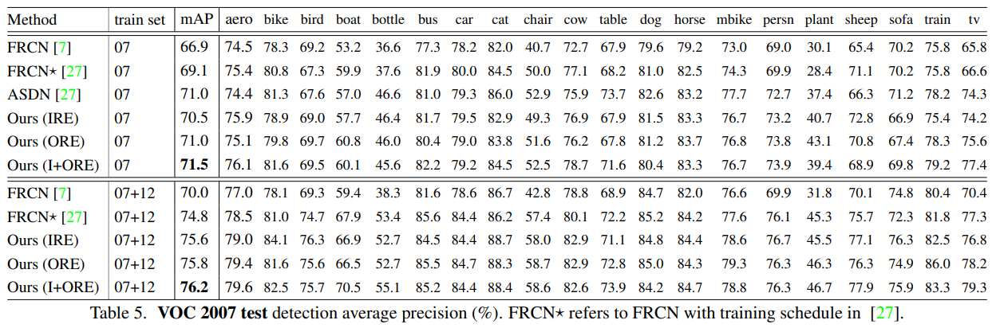 Method train set mAP aero bike bird boat bottle bus car cat chair cow table dog horse mbike persn plant sheep sofa train tv
FRCN [7] 07 66.9 74.5 78.3 69.2 53.2 36.6 77.3 78.2 82.0 40.7 72.7 67.9 79.6 79.2 73.0 69.0 30.1 65.4 70.2 75.8 65.8
FRCN⋆ [27] 07 69.1 75.4 80.8 67.3 59.9 37.6 81.9 80.0 84.5 50.0 77.1 68.2 81.0 82.5 74.3 69.9 28.4 71.1 70.2 75.8 66.6
ASDN [27] 07 71.0 74.4 81.3 67.6 57.0 46.6 81.0 79.3 86.0 52.9 75.9 73.7 82.6 83.2 77.7 72.7 37.4 66.3 71.2 78.2 74.3
Ours (IRE) 07 70.5 75.9 78.9 69.0 57.7 46.4 81.7 79.5 82.9 49.3 76.9 67.9 81.5 83.3 76.7 73.2 40.7 72.8 66.9 75.4 74.2
Ours (ORE) 07 71.0 75.1 79.8 69.7 60.8 46.0 80.4 79.0 83.8 51.6 76.2 67.8 81.2 83.7 76.8 73.8 43.1 70.8 67.4 78.3 75.6
Ours (I+ORE) 07 71.5 76.1 81.6 69.5 60.1 45.6 82.2 79.2 84.5 52.5 78.7 71.6 80.4 83.3 76.7 73.9 39.4 68.9 69.8 79.2 77.4
FRCN [7] 07+12 70.0 77.0 78.1 69.3 59.4 38.3 81.6 78.6 86.7 42.8 78.8 68.9 84.7 82.0 76.6 69.9 31.8 70.1 74.8 80.4 70.4
FRCN⋆ [27] 07+12 74.8 78.5 81.0 74.7 67.9 53.4 85.6 84.4 86.2 57.4 80.1 72.2 85.2 84.2 77.6 76.1 45.3 75.7 72.3 81.8 77.3
Ours (IRE) 07+12 75.6 79.0 84.1 76.3 66.9 52.7 84.5 84.4 88.7 58.0 82.9 71.1 84.8 84.4 78.6 76.7 45.5 77.1 76.3 82.5 76.8
Ours (ORE) 07+12 75.8 79.4 81.6 75.6 66.5 52.7 85.5 84.7 88.3 58.7 82.9 72.8 85.0 84.3 79.3 76.3 46.3 76.3 74.9 86.0 78.2
Ours (I+ORE) 07+12 76.2 79.6 82.5 75.7 70.5 55.1 85.2 84.4 88.4 58.6 82.6 73.9 84.2 84.7 78.8 76.3 46.7 77.9 75.9 83.3 79.3
Table 5. VOC 2007 test detection average precision (%). FRCN⋆ refers to FRCN with training schedule in [27].